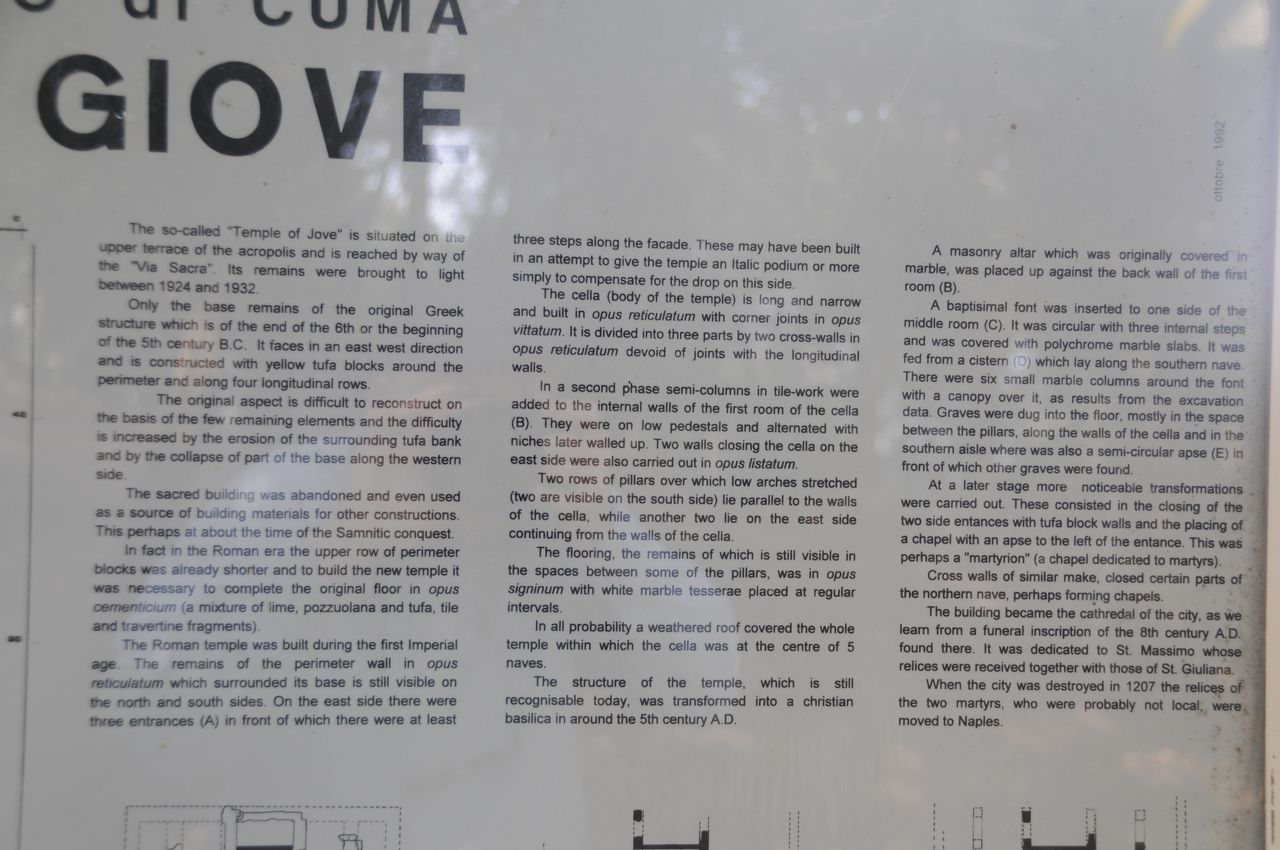 di CUMA
GIOVE
ottobre 1992
The so-called "Temple of Jove" is situated on the
upper terrace of the acropolis and is reached by way of
the "Via Sacra". Its remains were brought to light
between 1924 and 1932.
Only the base remains of the original Greek
structure which is of the end of the 6th or the beginning
of the 5th century B.C. It faces in an east west direction
and is constructed with yellow tufa blocks around the
perimeter and along four longitudinal rows.
The original aspect is difficult to reconstruct on
the basis of the few remaining elements and the difficulty
is increased by the erosion of the surrounding tufa bank
and by the collapse of part of the base along the western
side.
The sacred building was abandoned and even used
as a source of building materials for other constructions.
This perhaps at about the time of the Samnitic conquest.
In fact in the Roman era the upper row of perimeter
blocks was already shorter and to build the new temple it
was necessary to complete the original floor in opus
cementicium (a mixture of lime, pozzuolana and tufa, tile
and travertine fragments).
The Roman temple was built during the first Imperial
age. The remains of the perimeter wall in opus
reticulatum which surrounded its base is still visible on
the north and south sides. On the east side there were
three entrances (A) in front of which there were at least
three steps along the facade. These may have been built
in an attempt to give the temple an Italic podium or more
simply to compensate for the drop on this side.
The cella (body of the temple) is long and narrow
and built in opus reticulatum with corner joints in opus
vittatum. It is divided into three parts by two cross-walls in
opus reticulatum devoid of joints with the longitudinal
walls.
In a second phase semi-columns in tile-work were
added to the internal walls of the first room of the cella
(B). They were on low pedestals and alternated with
niches later walled up. Two walls closing the cella on the
east side were also carried out in opus listatum.
Two rows of pillars over which low arches stretched
(two are visible on the south side) lie parallel to the walls
of the cella, while another two lie on the east side
continuing from the walls of the cella.
The flooring, the remains of which is still visible in
the spaces between some of the pillars, was in opus
signinum with white marble tesserae placed at regular
intervals.
In all probability a weathered roof covered the whole
temple within which the cella was at the centre of 5
naves.
The structure of the temple, which is still
recognisable today, was transformed into a christian
basilica in around the 5th century A.D.
A masonry altar which was originally covered in
marble, was placed up against the back wall of the first
room (B).
A baptisimal font was inserted to one side of the
middle room (C). It was circular with three internal steps
and was covered with polychrome marble slabs. It was
fed from a cistern (D) which lay along the southern nave.
There were six small marble columns around the font
with a canopy over it, as results from the excavation
data. Graves were dug into the floor, mostly in the space
between the pillars, along the walls of the cella and in the
southern aisle where was also a semi-circular apse (E) in
front of which other graves were found.
At a later stage more noticeable transformations
were carried out. These consisted in the closing of the
two side entances with tufa block walls and the placing of
a chapel with an apse to the left of the entance. This was
perhaps a "martyrion" (a chapel dedicated to martyrs).
Cross walls of similar make, closed certain parts of
the northern nave, perhaps forming chapels.
The building became the cathredal of the city, as we
learn from a funeral inscription of the 8th century A.D.
found there. It was dedicated to St. Massimo whose
relices were received together with those of St. Giuliana.
When the city was destroyed in 1207 the relices of
the two martyrs, who were probably not local, were
moved to Naples.